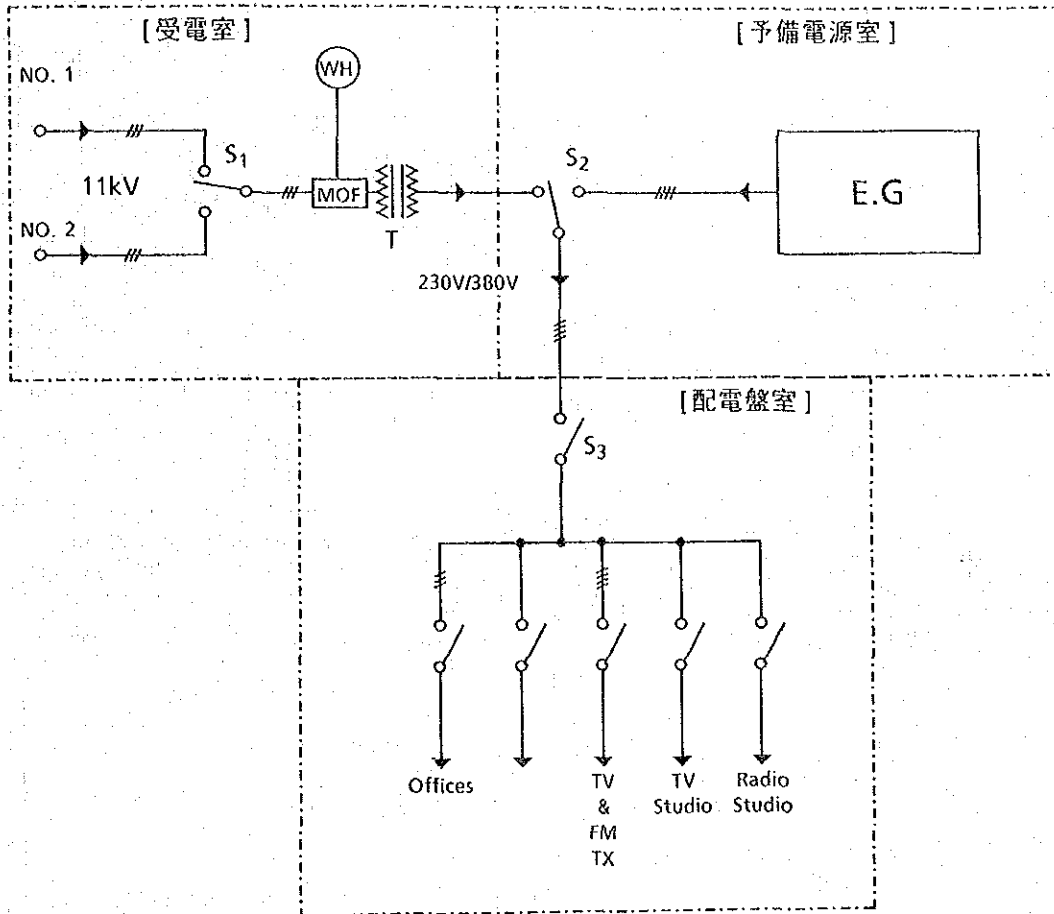 [受電室]
[予備電源室]
NO. 1
WH
S1
11kV
MOF
T
NO. 2
S2
E.G
230V/380V
[配電盤室]
S3
Offices
TV
&
FM
TX
TV
Studio
Radio
Studio